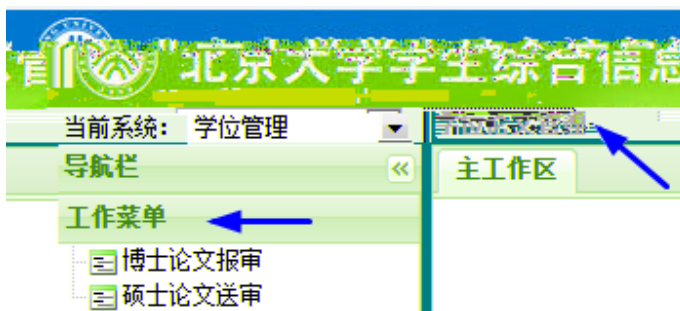 北京大学学生综合信息
当前系统： 学位管理
导航栏
主工作区
工作菜单
博士论文报审
硕士论文送审